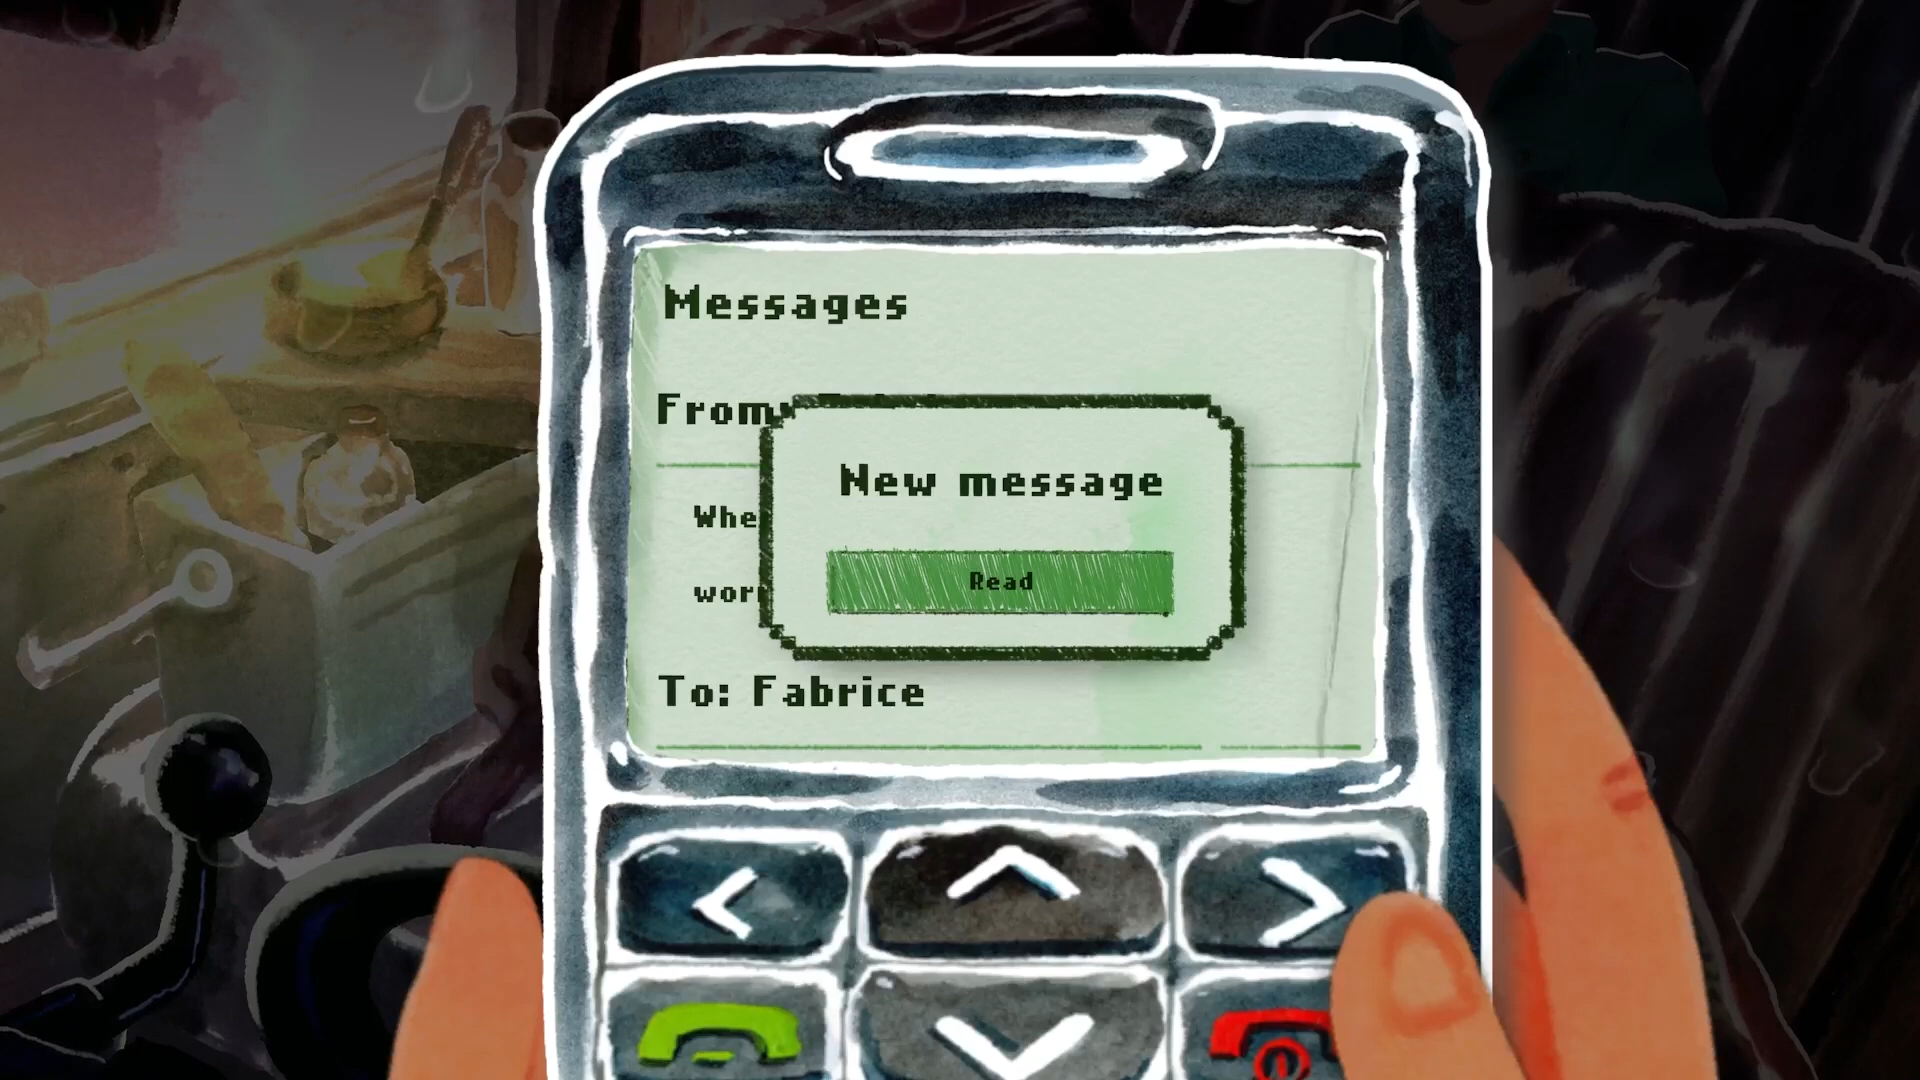 Messages
From:
New message
Whe
Read
wor
To: Fabrice